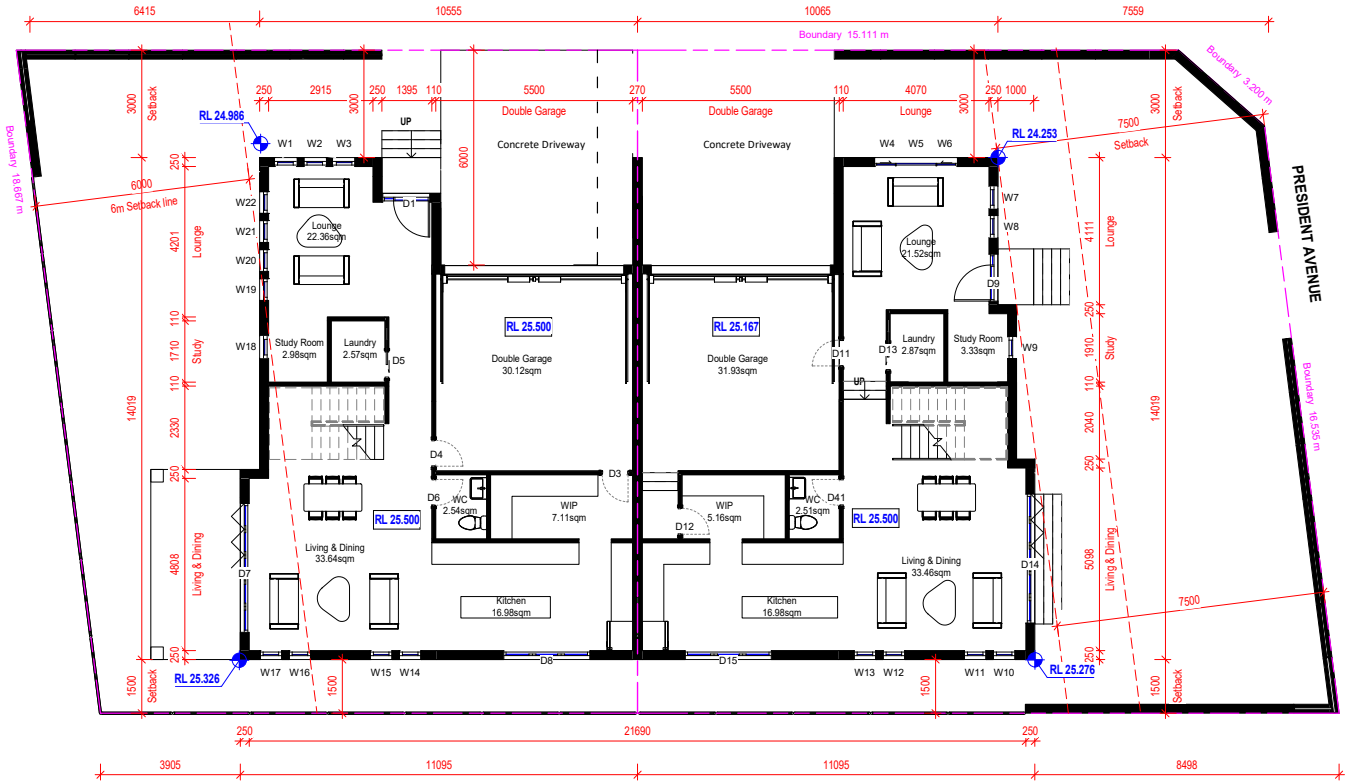 6415
10555
10065
7559
Boundary 15.111 m
Boundary 3.200 m
3000
Setback
250
2915
250
1395
110
5500
270
5500
110
4070
250
1000
3000
3000
3000
Setback
Double Garage
Double Garage
Lounge
RL 24.986
UP
Concrete Driveway
Concrete Driveway
RL 24.253
7500
Setback
W1
W2
W3
W4
W5
W6
6000
Boundary 18.667 m
250
6000
6m Setback line
PRESIDENT AVENUE
W22
W21
W20
W19
W18
D1
W7
W8
D9
W9
Lounge
22.36sqm
Lounge
21.52sqm
4201
Lounge
4111
Lounge
250
110
1710
Study
110
1910
Study
110
RL 25.500
RL 25.167
Study Room
2.98sqm
Laundry
2.57sqm
D5
Double Garage
30.12sqm
Double Garage
31.93sqm
D11
D13
Laundry
2.87sqm
Study Room
3.33sqm
UP
14019
14019
2330
2040
250
250
Boundary 16.535 m
D4
D3
D6
WC
2.54sqm
WIP
7.11sqm
WIP
5.16sqm
D12
WC
2.51sqm
D41
RL 25.500
RL 25.500
Living & Dining
33.64sqm
Living & Dining
33.46sqm
4808
Living & Dining
5098
Living & Dining
D7
D14
7500
Kitchen
16.98sqm
Kitchen
16.98sqm
250
250
W17
W16
W15
W14
D8
D15
W13
W12
W11
W10
RL 25.326
RL 25.276
1500
Setback
1500
1500
1500
Setback
250
21690
250
3905
11095
11095
8498